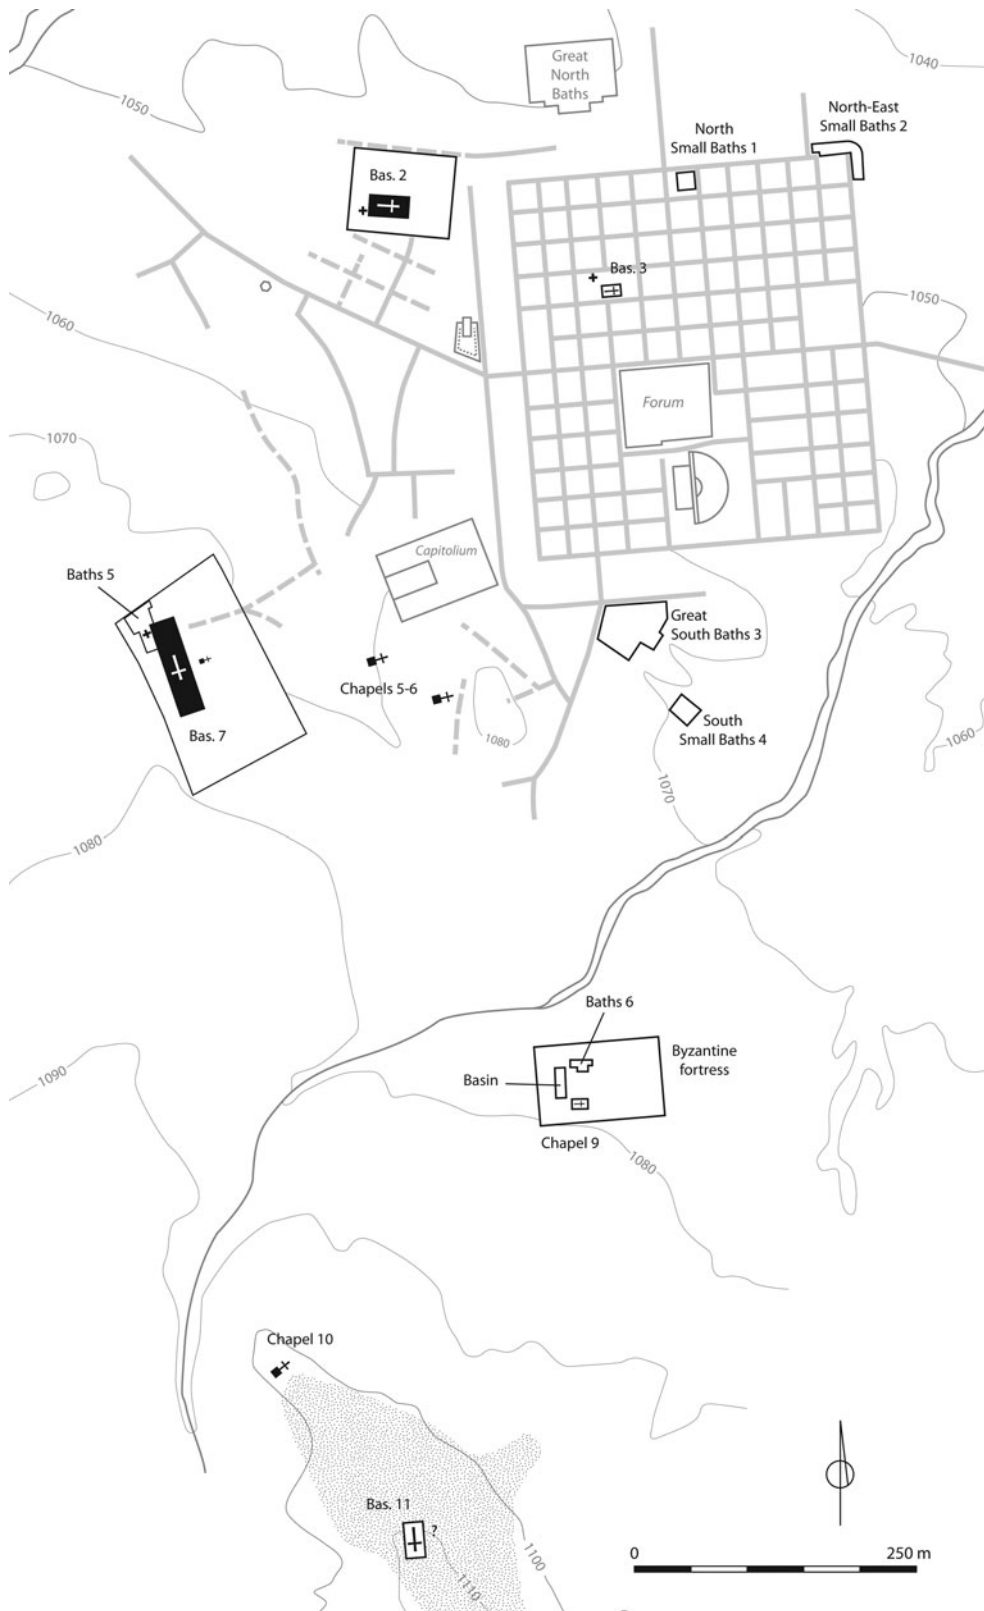 Great
North
Baths
1040
1050
North-East
Small Baths 2
North
Small Baths 1
Bas. 2
Bas. 3
1050
1060
Forum
1070
Capitolium
Baths 5
Great
South Baths 3
Chapels 5-6
South
Small Baths 4
Bas. 7
1080
1060
1070
1080
Baths 6
Byzantine
fortress
Basin
1090
Chapel 9
1080
Chapel 10
Bas. 11
?
1100
1110
0
250 m